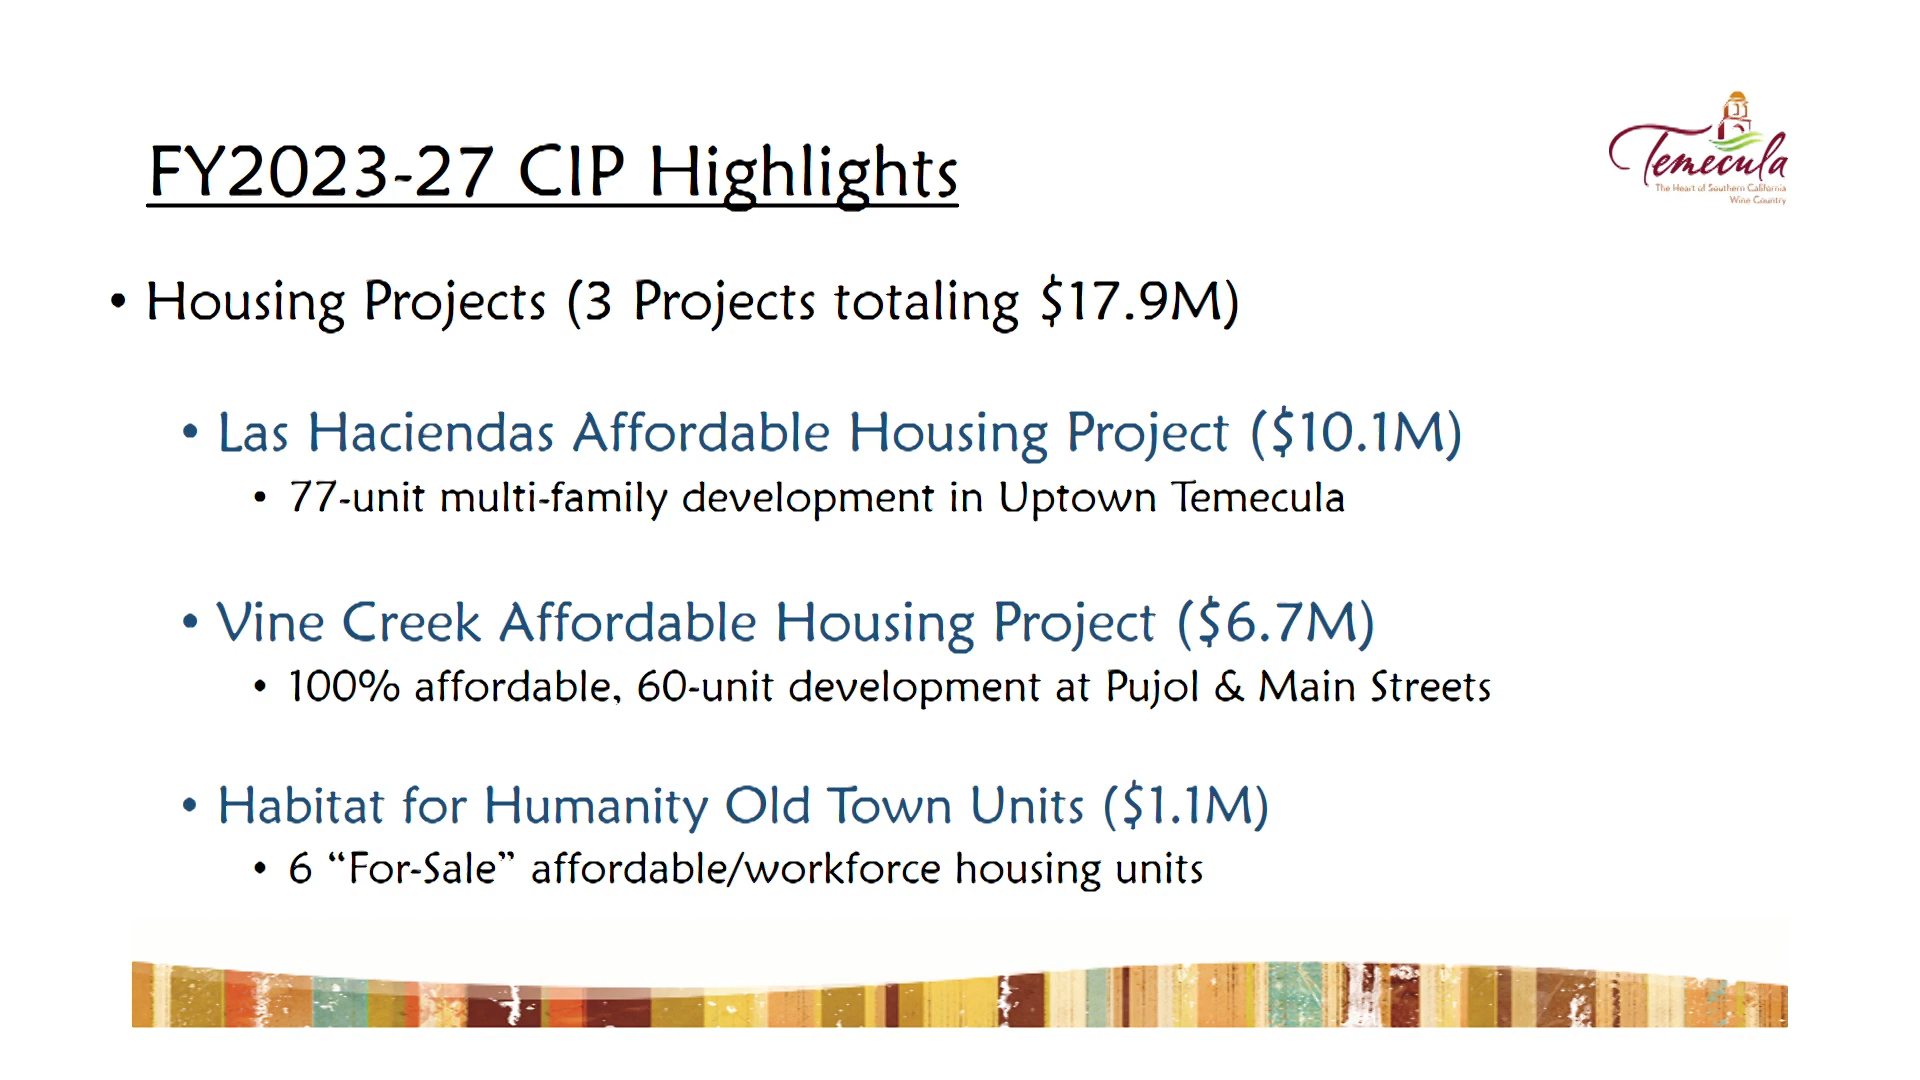 FY2023-27 CIP Highlights
Temecula
The Heart of Southern California
Wine Country
• Housing Projects (3 Projects totaling $17.9M)
• Las Haciendas Affordable Housing Project ($10.1M)
• 77-unit multi-family development in Uptown Temecula
• Vine Creek Affordable Housing Project ($6.7M)
• 100% affordable, 60-unit development at Pujol & Main Streets
• Habitat for Humanity Old Town Units ($1.1M)
• 6 “For-Sale” affordable/workforce housing units